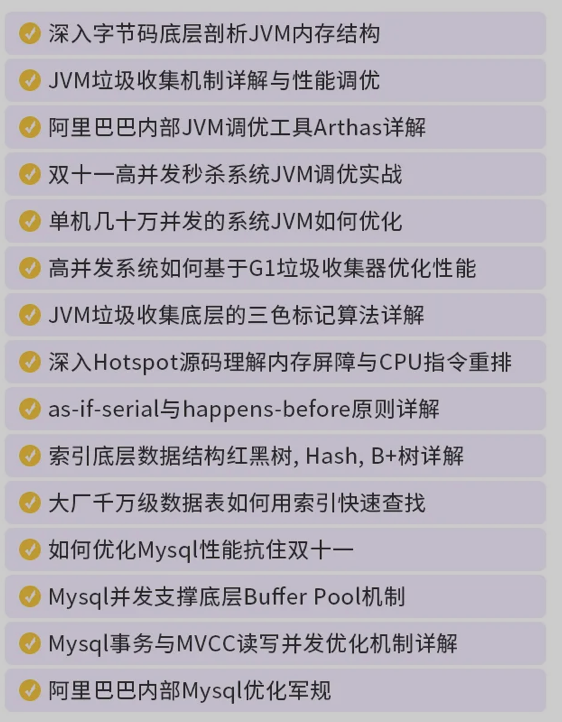 深入字节码底层剖析JVM内存结构
JVM垃圾收集机制详解与性能调优
阿里巴巴内部JVM调优工具Arthas详解
双十一高并发秒杀系统JVM调优实战
单机几十万并发的系统JVM如何优化
高并发系统如何基于G1垃圾收集器优化性能
JVM垃圾收集底层的三色标记算法详解
深入Hotspot源码理解内存屏障与CPU指令重排
as-if-serial与happens-before原则详解
索引底层数据结构红黑树, Hash, B+树详解
大厂千万级数据表如何用索引快速查找
如何优化Mysql性能抗住双十一
Mysql并发支撑底层Buffer Pool机制
Mysql事务与MVCC读写并发优化机制详解
阿里巴巴内部Mysql优化军规